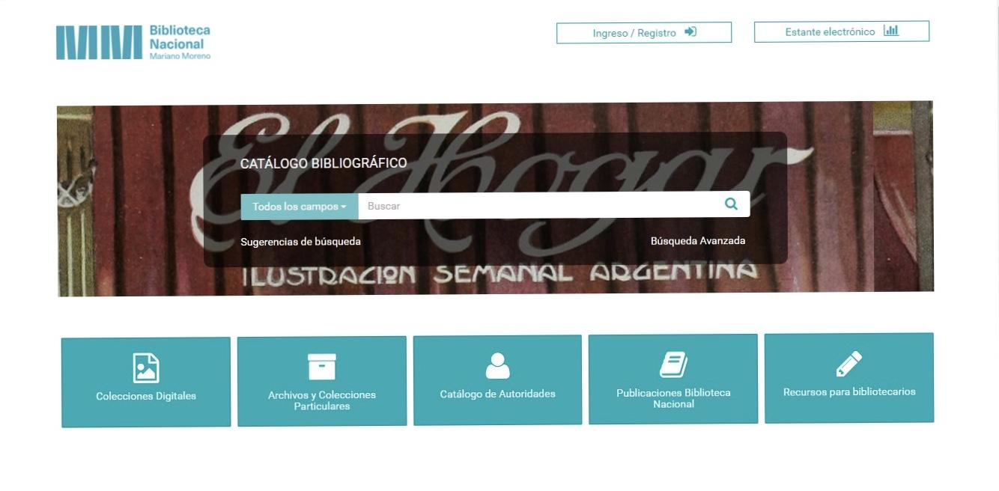 Biblioteca
Nacional
Mariano Moreno
Ingreso / Registro
Estante electrónico
El Hogar
CATÁLOGO BIBLIOGRÁFICO
Todos los campos
Buscar
Sugerencias de búsqueda
Búsqueda Avanzada
ILUSTRACION SEMANAL ARGENTINA
Colecciones Digitales
Archivos y Colecciones
Particulares
Catálogo de Autoridades
Publicaciones Biblioteca
Nacional
Recursos para bibliotecarios